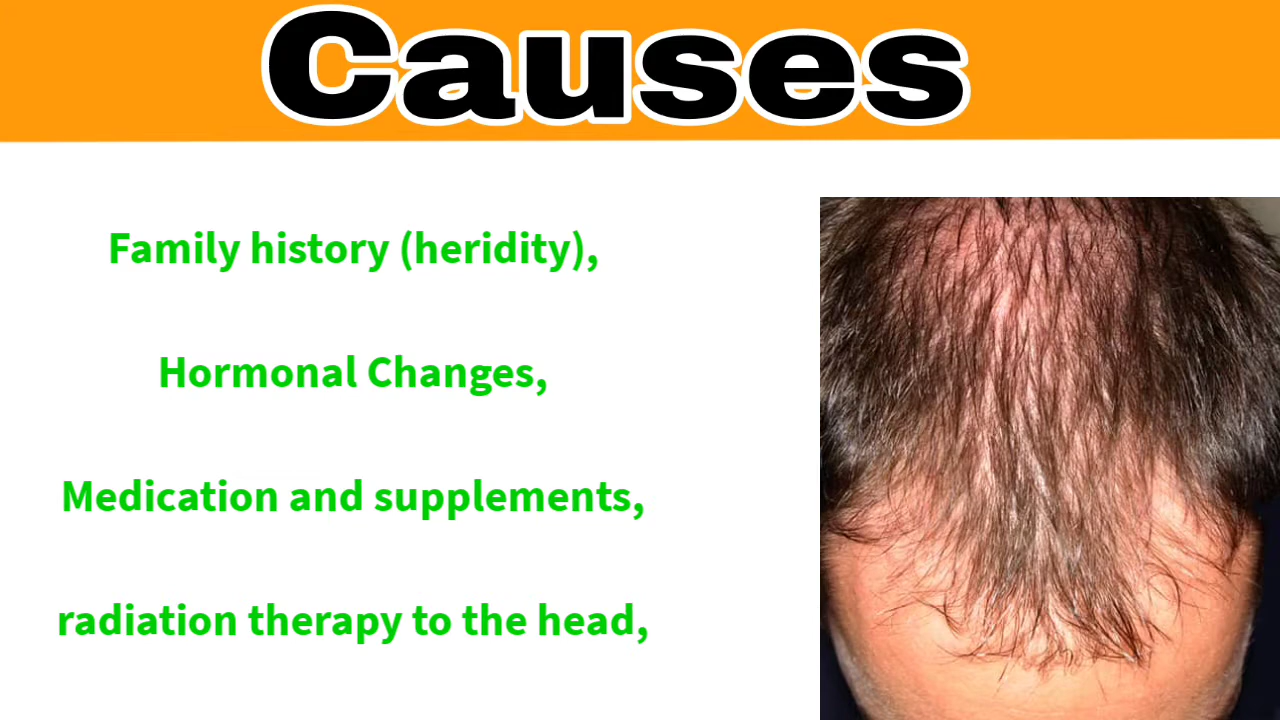 Causes
Family history (heridity),
Hormonal Changes,
Medication and supplements,
radiation therapy to the head,